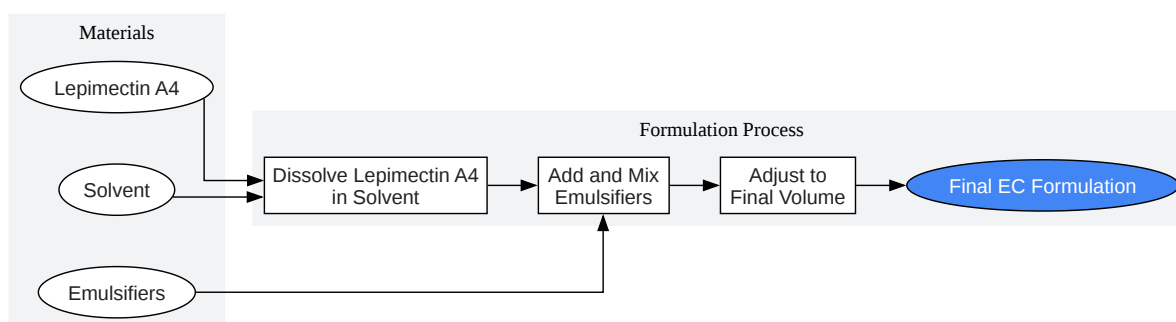 Materials
Lepimectin A4
Solvent
Emulsifiers
Formulation Process
Dissolve Lepimectin A4
in Solvent
Add and Mix
Emulsifiers
Adjust to
Final Volume
Final EC Formulation